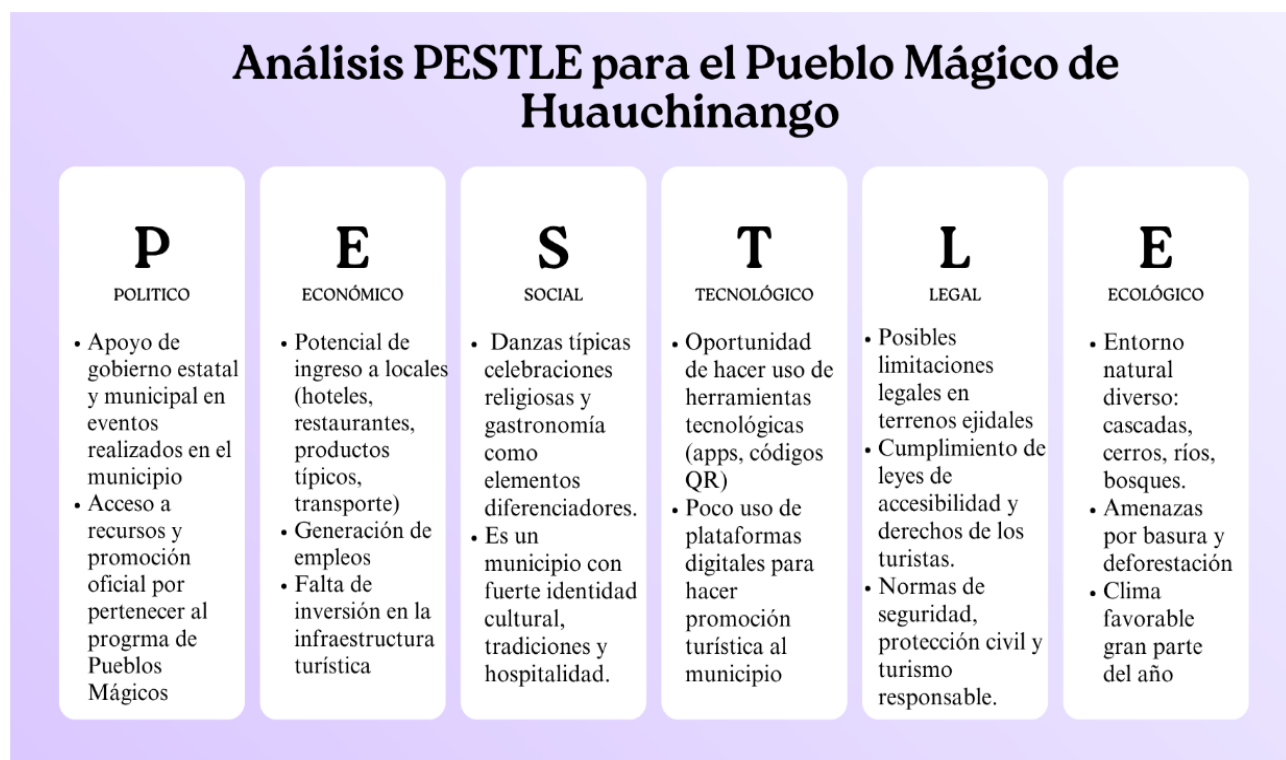 Análisis PESTLE para el Pueblo Mágico de
Huauchinango
P
POLITICO
• Apoyo de
gobierno estatal
y municipal en
eventos
realizados en el
municipio
• Acceso a
recursos y
promoción
oficial por
pertenecer al
progrma de
Pueblos
Mágicos
E
ECONÓMICO
• Potencial de
ingreso a locales
(hoteles,
restaurantes,
productos
típicos,
transporte)
• Generación de
empleos
• Falta de
inversión en la
infraestructura
turística
S
SOCIAL
• Danzas típicas
celebraciones
religiosas y
gastronomía
como
elementos
diferenciadores.
• Es un
municipio con
fuerte identidad
cultural,
tradiciones y
hospitalidad.
T
TECNOLÓGICO
• Oportunidad
de hacer uso de
herramientas
tecnológicas
(apps, códigos
QR)
• Poco uso de
plataformas
digitales para
hacer
promoción
turística al
municipio
L
LEGAL
• Posibles
limitaciones
legales en
terrenos ejidales
• Cumplimiento de
leyes de
accesibilidad y
derechos de los
turistas.
• Normas de
seguridad,
protección civil y
turismo
responsable.
E
ECOLÓGICO
• Entorno
natural
diverso:
cascadas,
cerros, ríos,
bosques.
• Amenazas
por basura y
deforestación
• Clima
favorable
gran parte
del año